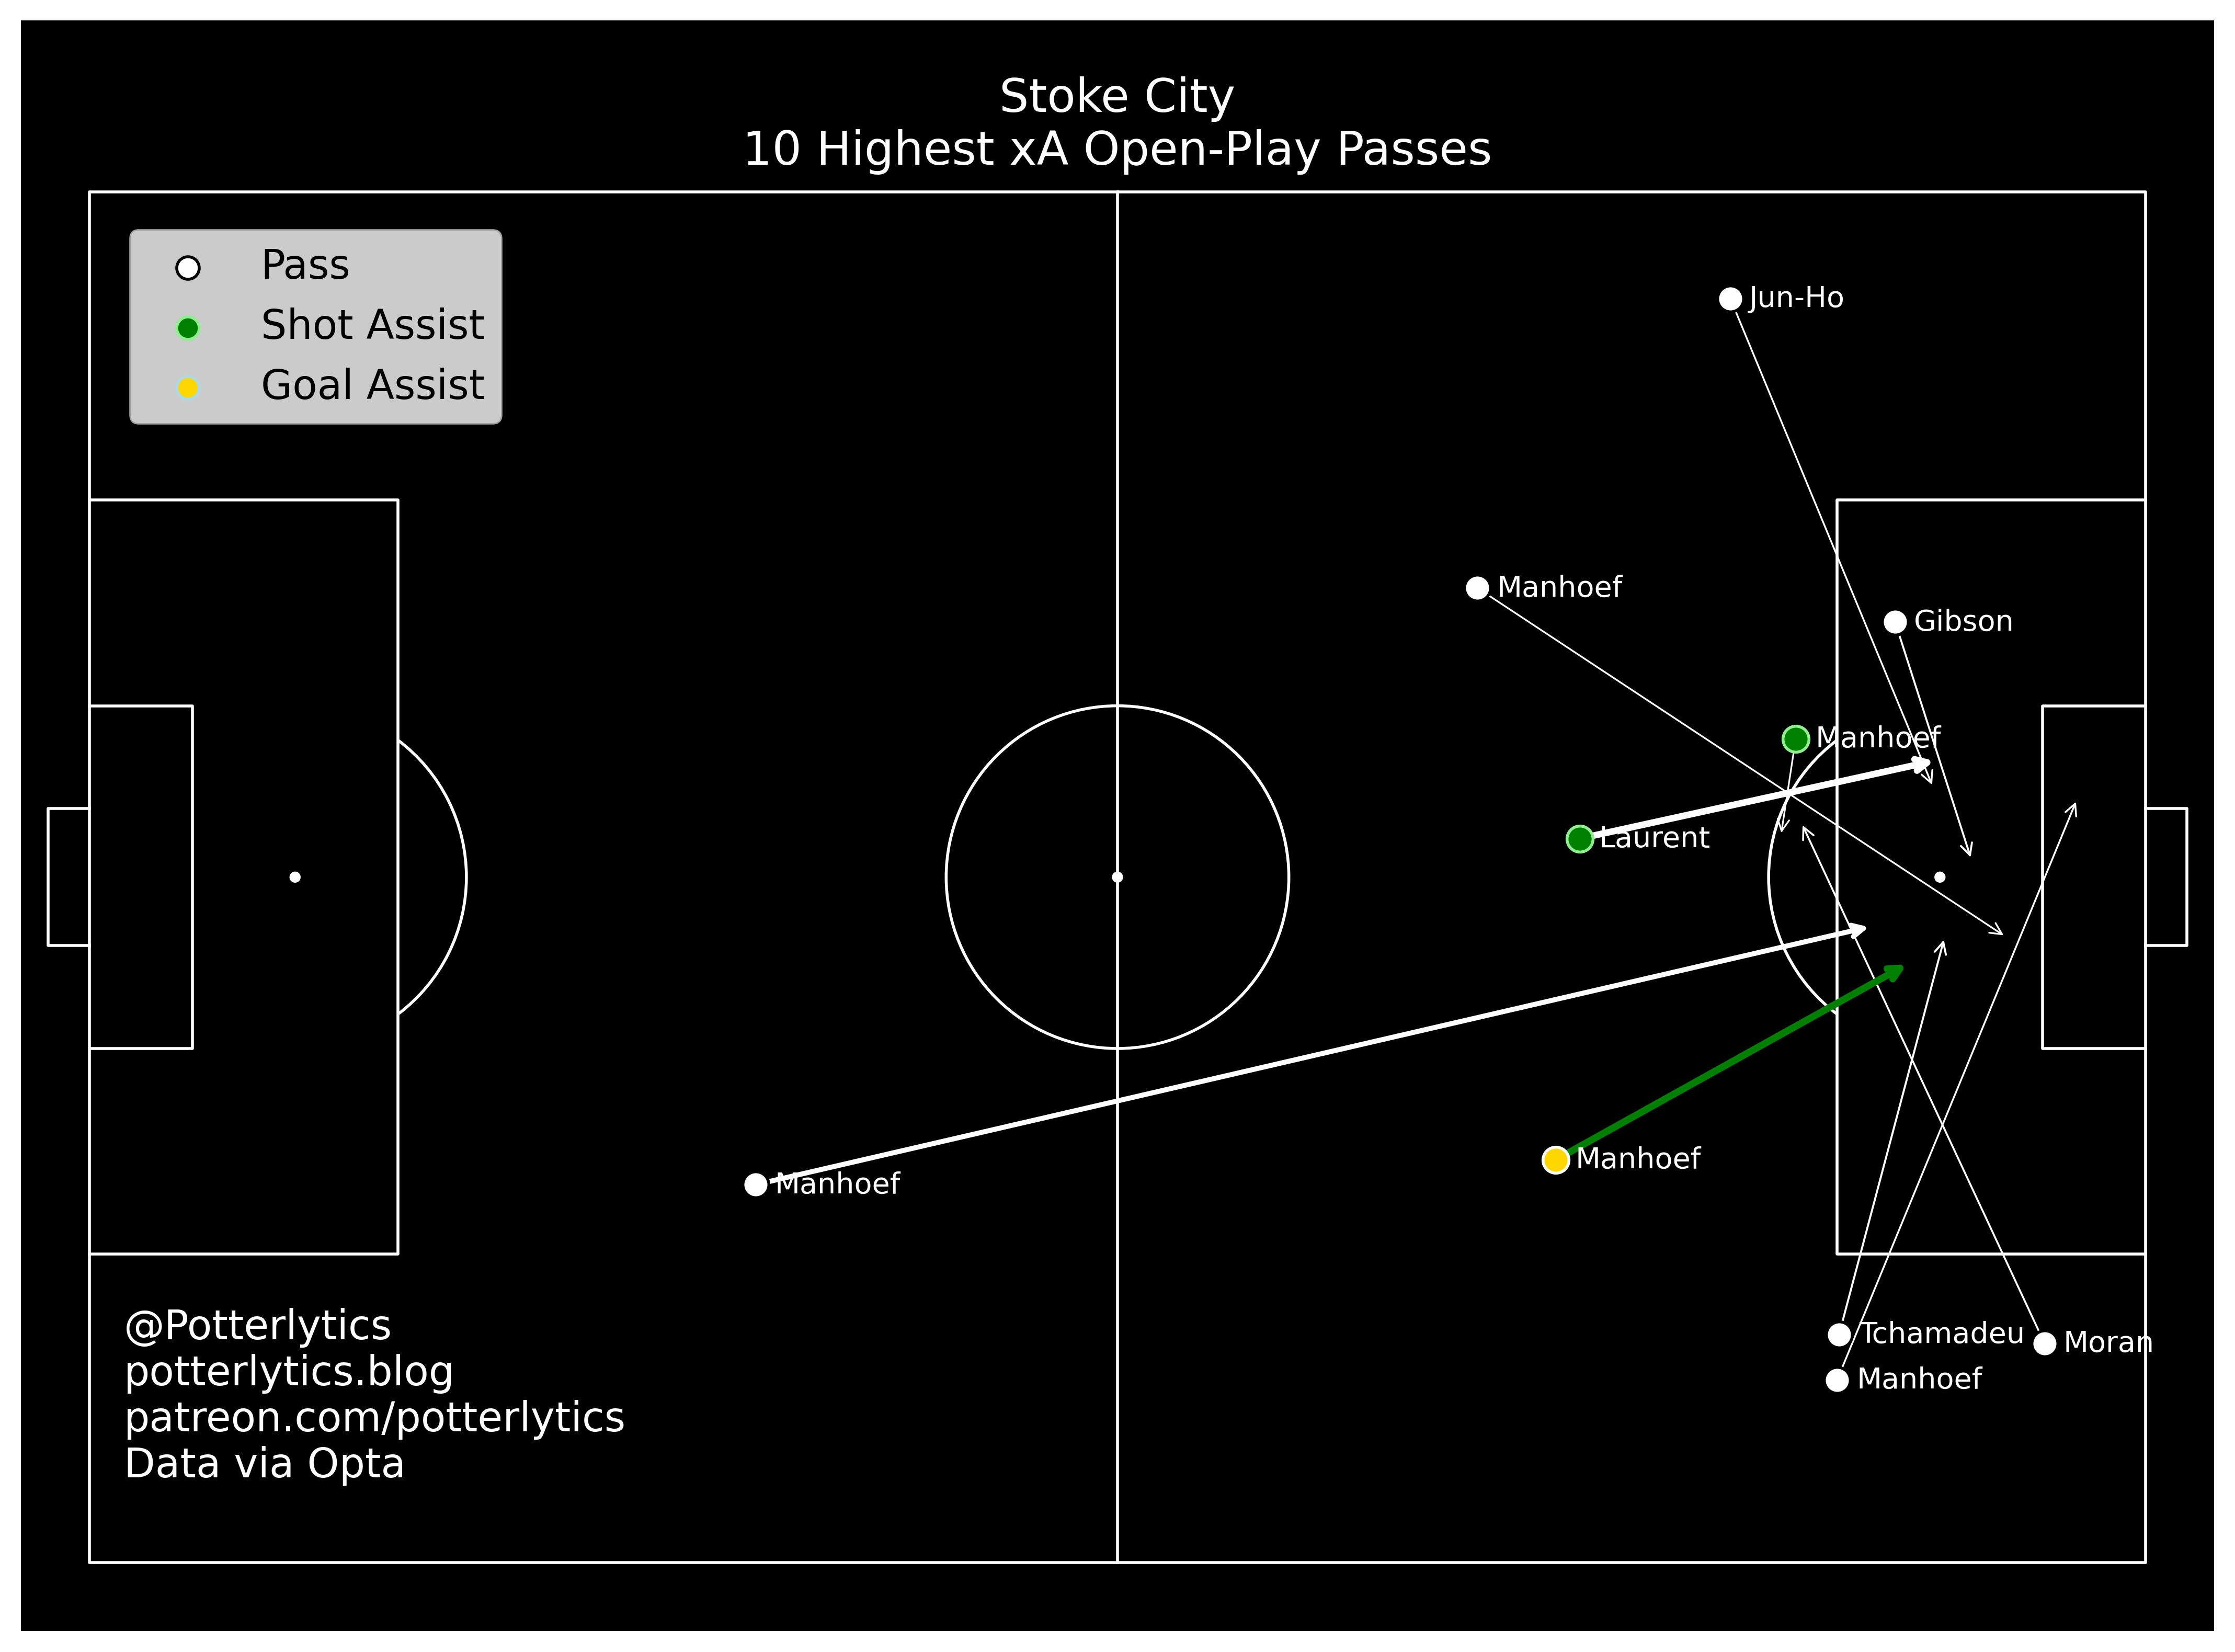 Stoke City
10 Highest xA Open-Play Passes
Pass
Shot Assist
Goal Assist
Jun-Ho
Manhoef
Gibson
Manhoef
Laurent
Manhoef
Manhoef
Tchamadeu
Moran
Manhoef
@Potterlytics
potterlytics.blog
patreon.com/potterlytics
Data via Opta